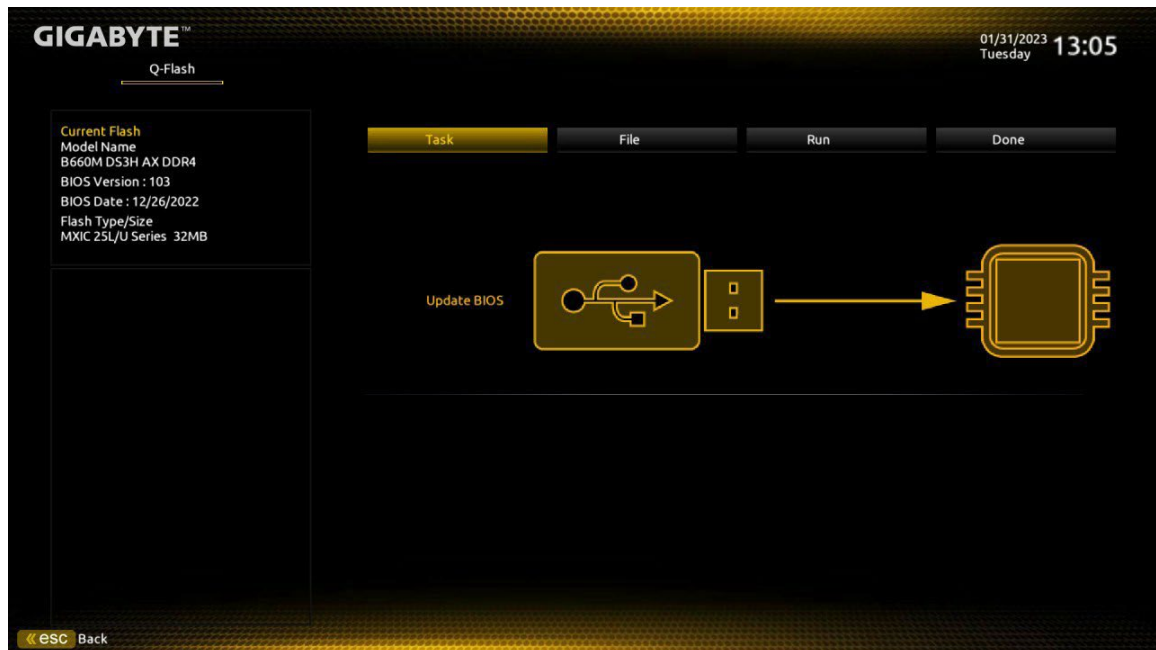 GIGABYTE™
01/31/2023
Tuesday
13:05
Q-Flash
Current Flash
Model Name
B660M DS3H AX DDR4
BIOS Version : 103
BIOS Date : 12/26/2022
Flash Type/Size
MXIC 25L/U Series 32MB
Task
File
Run
Done
Update BIOS
esc Back